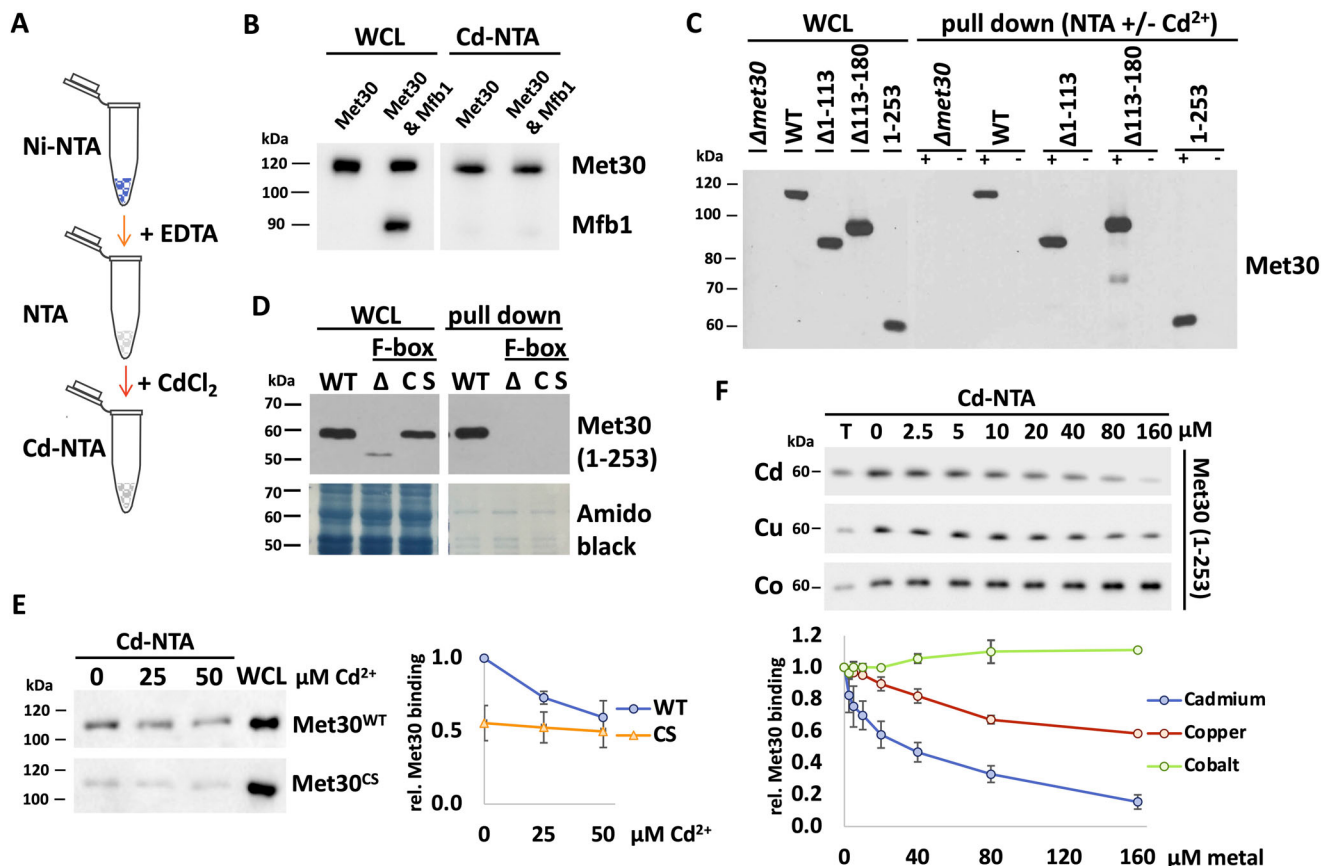 A
Ni-NTA
+ EDTA
NTA
+ CdCl2
Cd-NTA
B
WCL Cd-NTA
Met30 Met30 & Mfb1 Met30 Met30 & Mfb1
kDa
120
100
90
Met30
Mfb1
C
WCL pull down (NTA +/- Cd²⁺)
Δmet30 WT Δ1-113 Δ113-180 1-253 Δmet30 WT Δ1-113 Δ113-180 1-253
+ - + - + - + - + -
kDa
120
100
80
70
60
Met30
D
WCL pull down
F-box F-box
WT Δ C S WT Δ C S
kDa
70
60
50
Met30
(1-253)
70
60
50
Amido
black
E
Cd-NTA
0 25 50 WCL μM Cd²⁺
kDa
120
100
Met30WT
120
100
Met30CS
rel. Met30 binding
1.0
0.5
0.0
0 25 50 μM Cd²⁺
WT
CS
F
Cd-NTA
T 0 2.5 5 10 20 40 80 160 μM
kDa
Cd 60
Cu 60
Co 60
Met30 (1-253)
rel. Met30 binding
1.2
1.0
0.8
0.6
0.4
0.2
0.0
0 40 80 120 160 μM metal
Cadmium
Copper
Cobalt